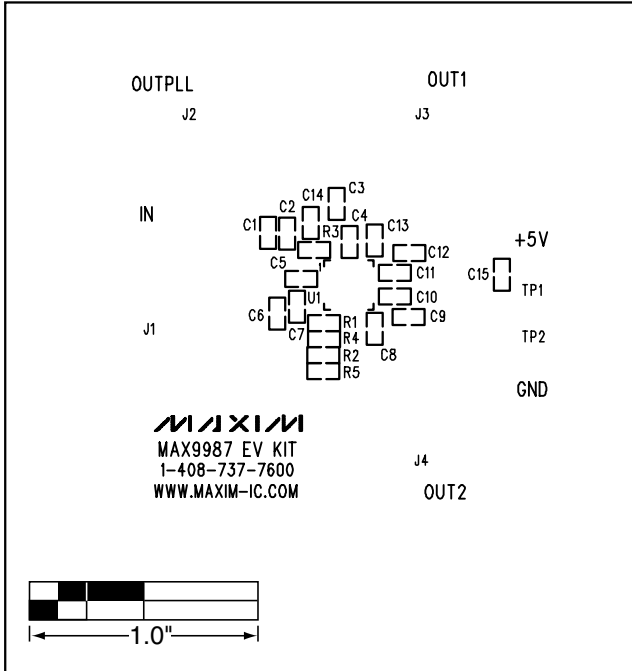 OUTPLL
OUT1
J2
J3
C3
C14
C2
C1
IN
R3
C4
C13
C12
+5V
C5
C11
C15
TP1
C10
U1
C6
C9
R1
J1
C7
R4
TP2
C8
R2
R5
GND
MAXIM
MAX9987 EV KIT
1-408-737-7600
WWW.MAXIM-IC.COM
J4
OUT2
1.0"